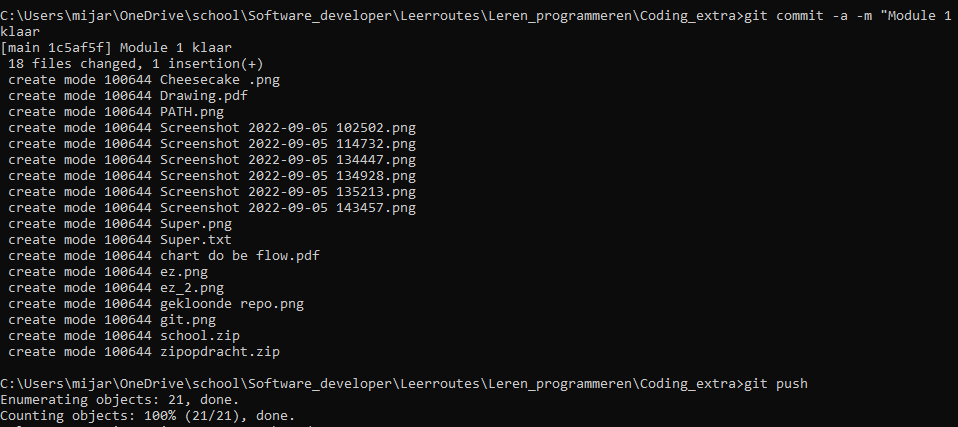 C:\Users\mijar\OneDrive\school\Software_developer\Leerroutes\Leren_programmeren\Coding_extra>git commit -a -m "Module 1
klaar
[main 1c5af5f] Module 1 klaar
 18 files changed, 1 insertion(+)
 create mode 100644 Cheesecake .png
 create mode 100644 Drawing.pdf
 create mode 100644 PATH.png
 create mode 100644 Screenshot 2022-09-05 102502.png
 create mode 100644 Screenshot 2022-09-05 114732.png
 create mode 100644 Screenshot 2022-09-05 134447.png
 create mode 100644 Screenshot 2022-09-05 134928.png
 create mode 100644 Screenshot 2022-09-05 135213.png
 create mode 100644 Screenshot 2022-09-05 143457.png
 create mode 100644 Super.png
 create mode 100644 Super.txt
 create mode 100644 chart do be flow.pdf
 create mode 100644 ez.png
 create mode 100644 ez_2.png
 create mode 100644 gekloonde repo.png
 create mode 100644 git.png
 create mode 100644 school.zip
 create mode 100644 zipopdracht.zip
C:\Users\mijar\OneDrive\school\Software_developer\Leerroutes\Leren_programmeren\Coding_extra>git push
Enumerating objects: 21, done.
Counting objects: 100% (21/21), done.